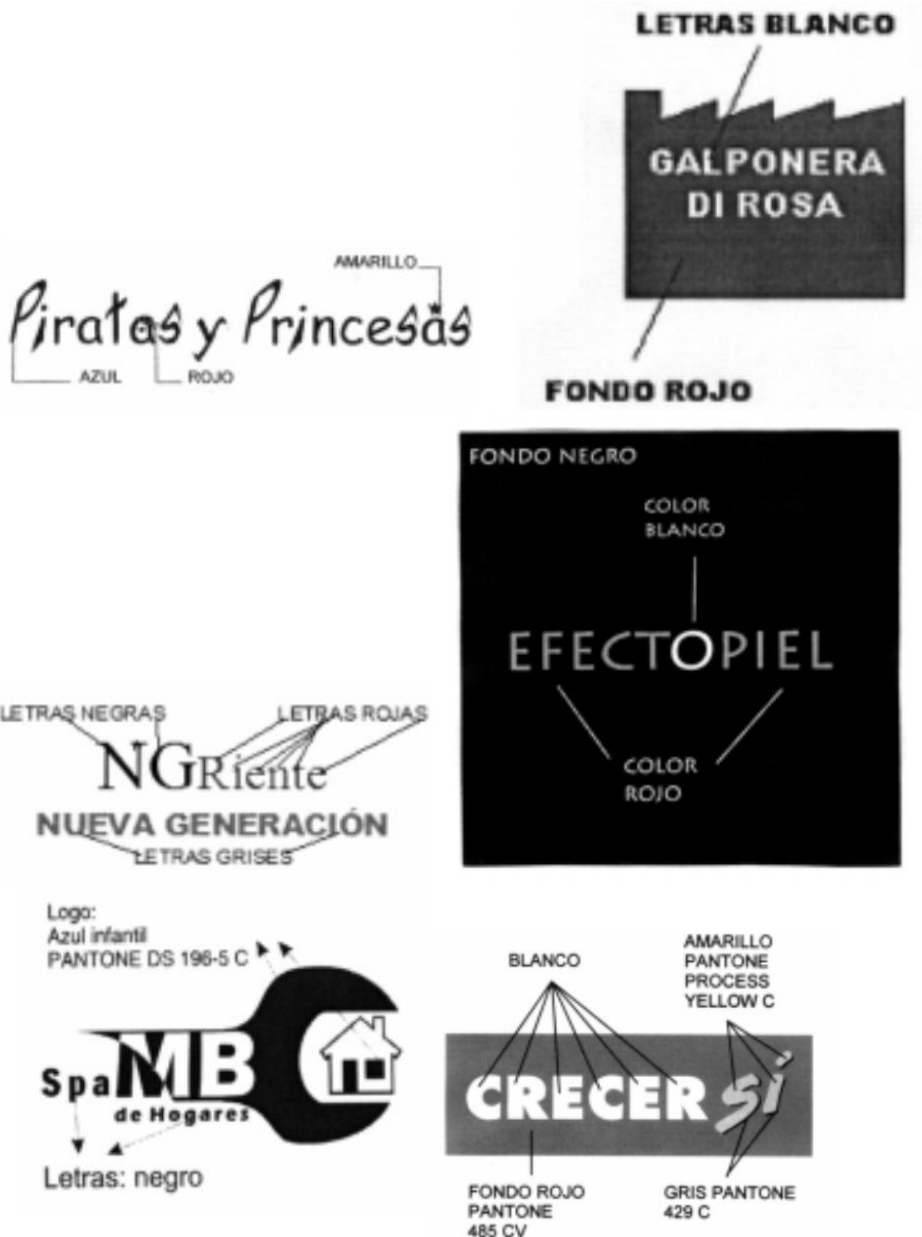 LETRAS BLANCO
GALPONERA
DI ROSA
FONDO ROJO
AMARILLO
Piratas y Princesas
AZUL
ROJO
FONDO NEGRO
COLOR
BLANCO
EFECTOPIEL
COLOR
ROJO
LETRAS NEGRAS
LETRAS ROJAS
NGRiente
NUEVA GENERACIÓN
LETRAS GRISES
Logo:
Azul infantil
PANTONE DS 196-5 C
Spa MB
de Hogares
Letras: negro
BLANCO
AMARILLO
PANTONE
PROCESS
YELLOW C
CRECER sí
FONDO ROJO
PANTONE
485 CV
GRIS PANTONE
429 C